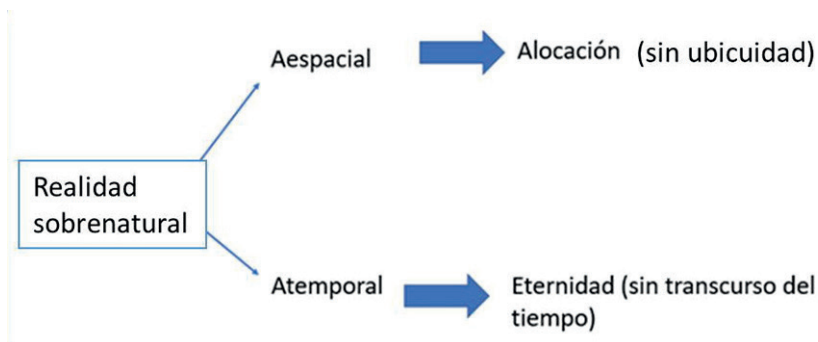 Aespacial
Alocación (sin ubicuidad)
Realidad
sobrenatural
Atemporal
Eternidad (sin transcurso del
tiempo)